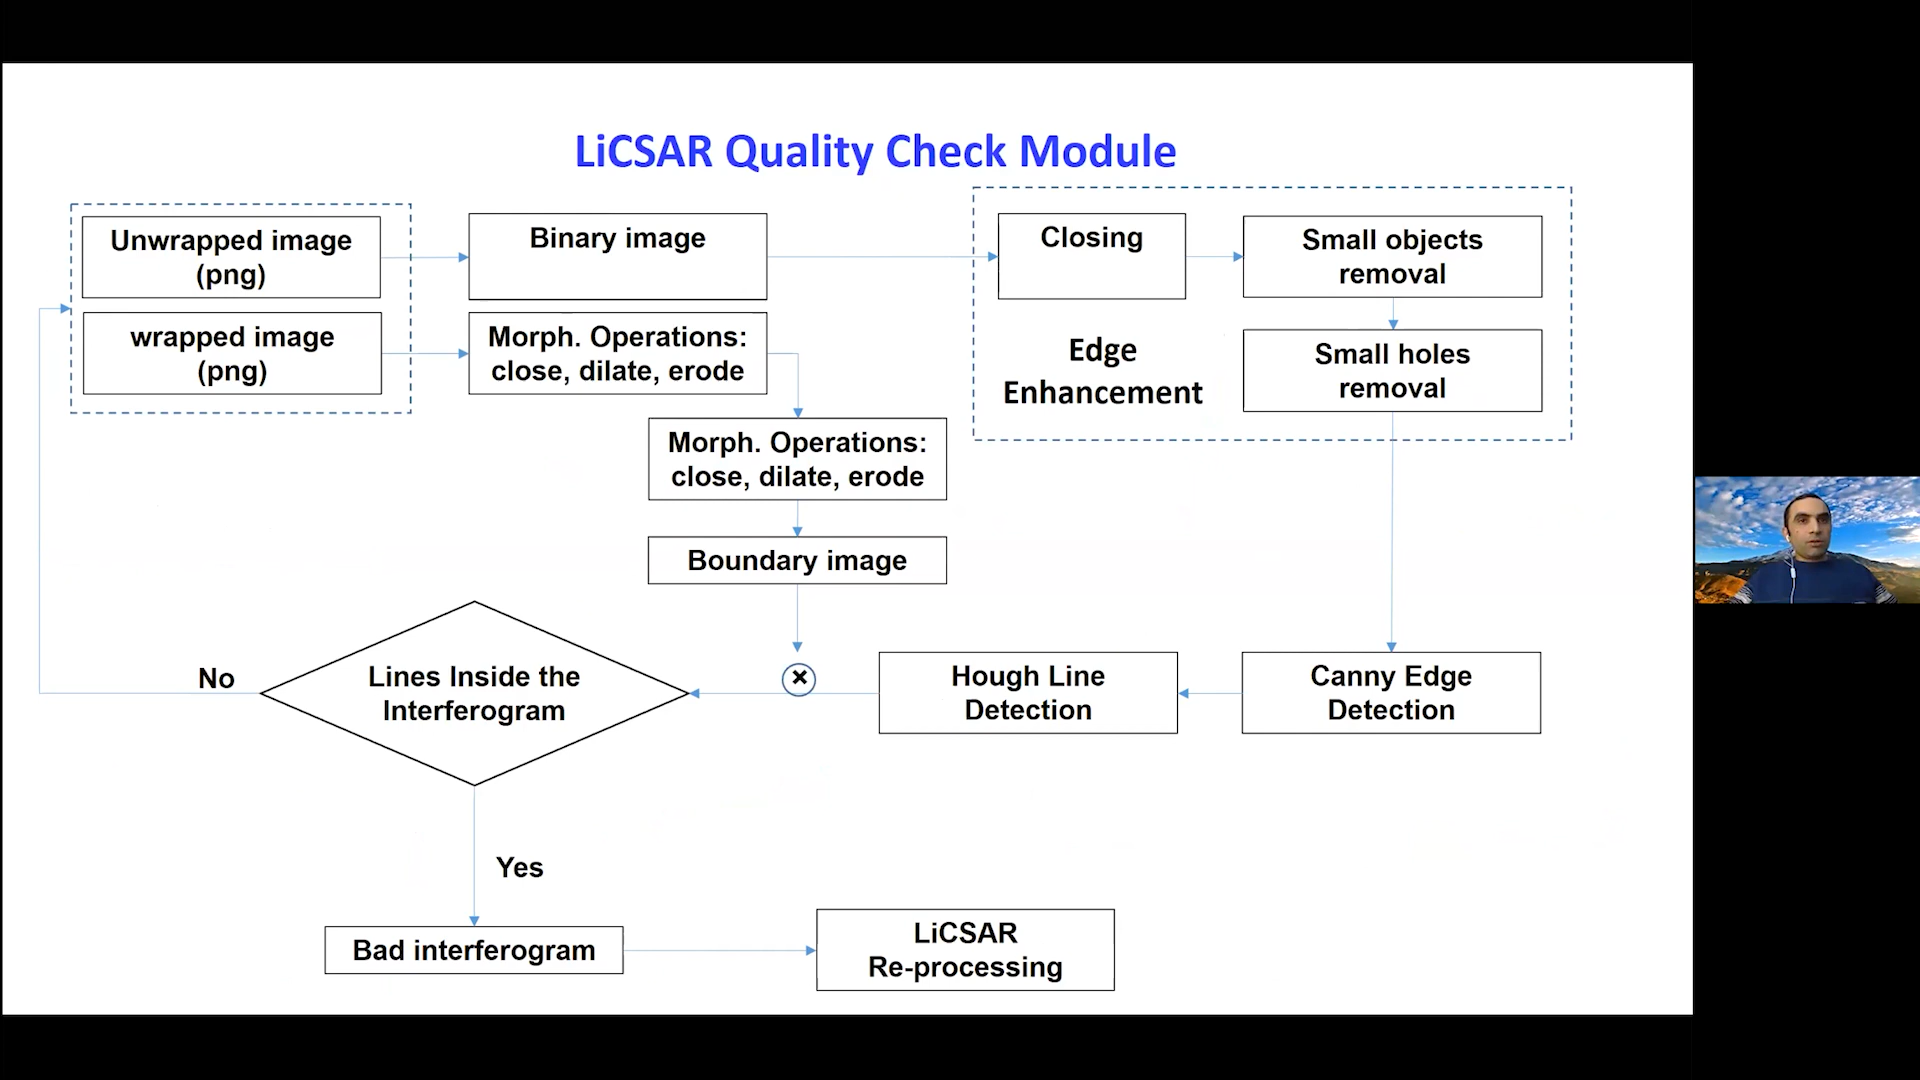 LiCSAR Quality Check Module
Unwrapped image
(png)
Binary image
Closing
Small objects
removal
wrapped image
(png)
Morph. Operations:
close, dilate, erode
Edge
Enhancement
Small holes
removal
Morph. Operations:
close, dilate, erode
Boundary image
No
Lines Inside the
Interferogram
×
Hough Line
Detection
Canny Edge
Detection
Yes
Bad interferogram
LiCSAR
Re-processing